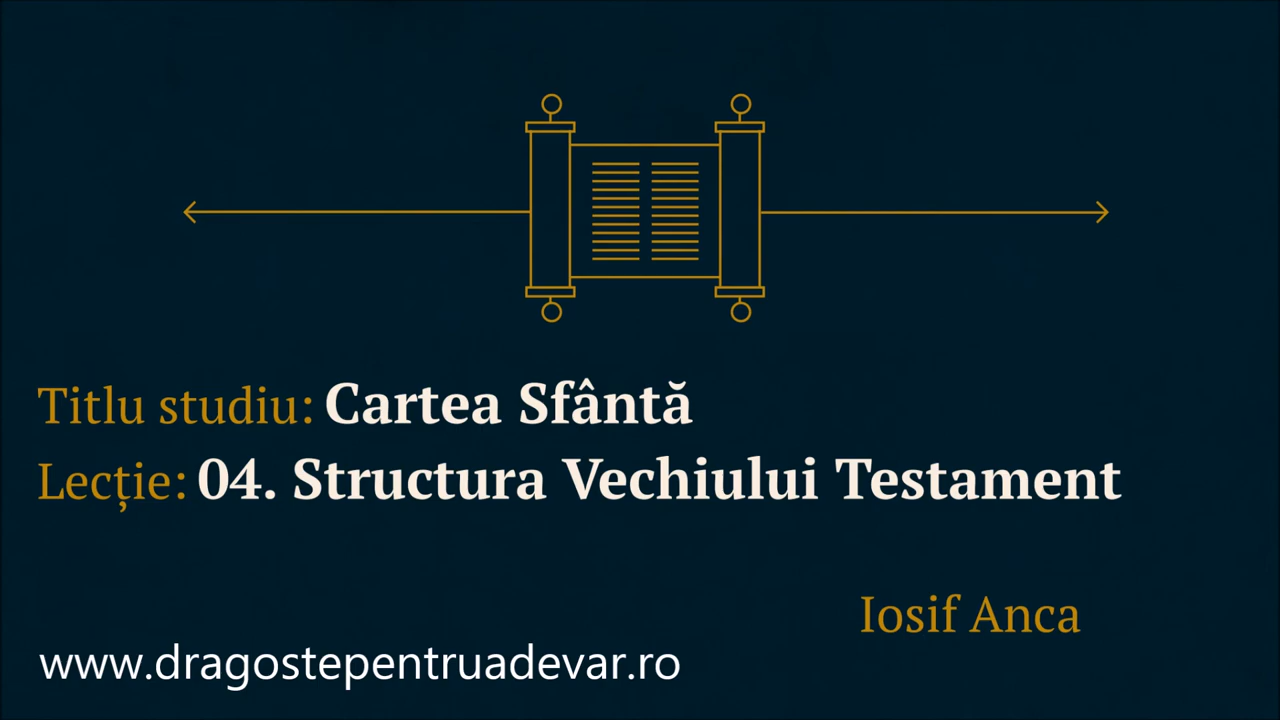 Titlu studiu: Cartea Sfântă
Lecție: 04. Structura Vechiului Testament
Iosif Anca
www.dragostepentruadevar.ro